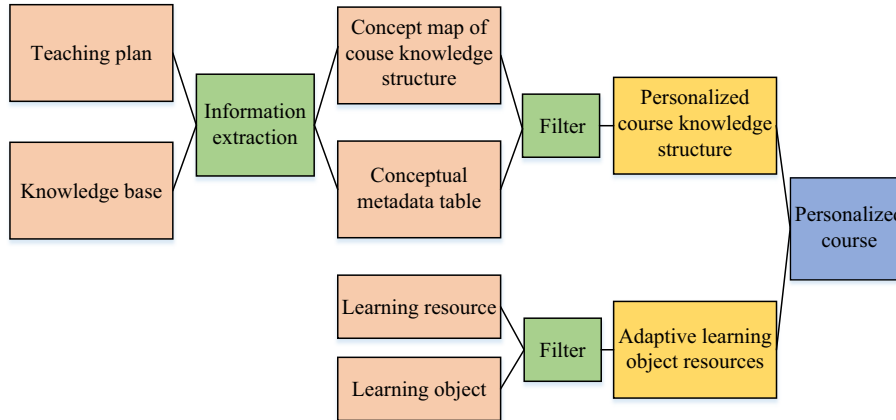 Teaching plan
Knowledge base
Information
extraction
Concept map of
couse knowledge
structure
Conceptual
metadata table
Filter
Personalized
course knowledge
structure
Learning resource
Learning object
Filter
Adaptive learning
object resources
Personalized
course